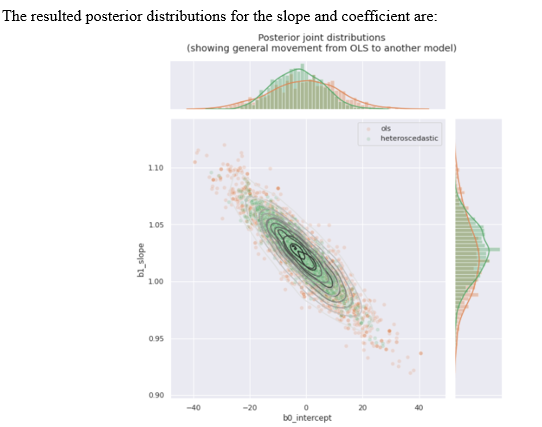 The resulted posterior distributions for the slope and coefficient are:
Posterior joint distributions
(showing general movement from OLS to another model)
ols
heteroscedastic
1.10
1.05
1.00
0.95
0.90
b1_slope
−40 −20 0 20 40
b0_intercept